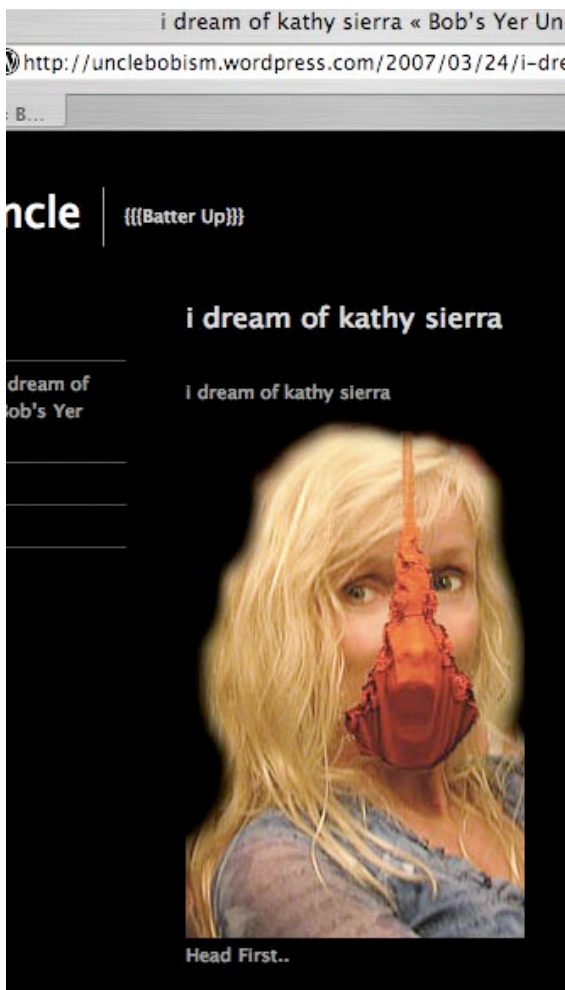 i dream of kathy sierra « Bob's Yer Un
http://unclebobism.wordpress.com/2007/03/24/i-dre
B...
ncle
{{{Batter Up}}}
i dream of kathy sierra
dream of
Bob's Yer
i dream of kathy sierra
Head First..